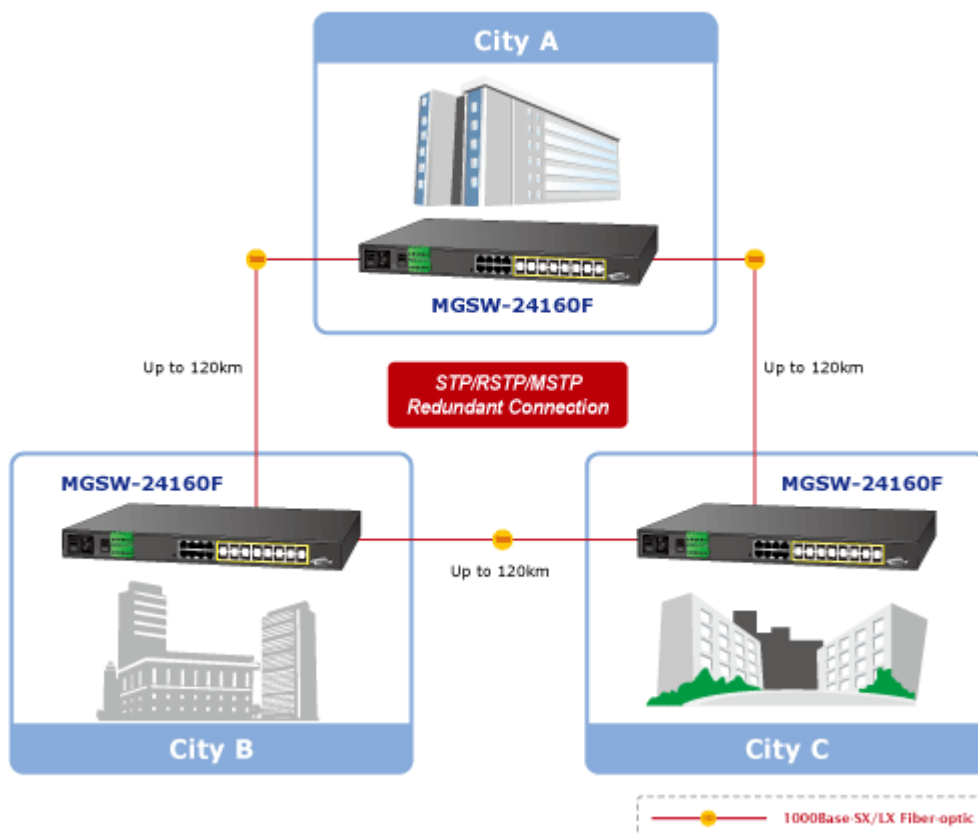 City A
MGSW-24160F
Up to 120km
Up to 120km
STP/RSTP/MSTP
Redundant Connection
MGSW-24160F
MGSW-24160F
Up to 120km
City B
City C
1000Base-SX/LX Fiber-optic